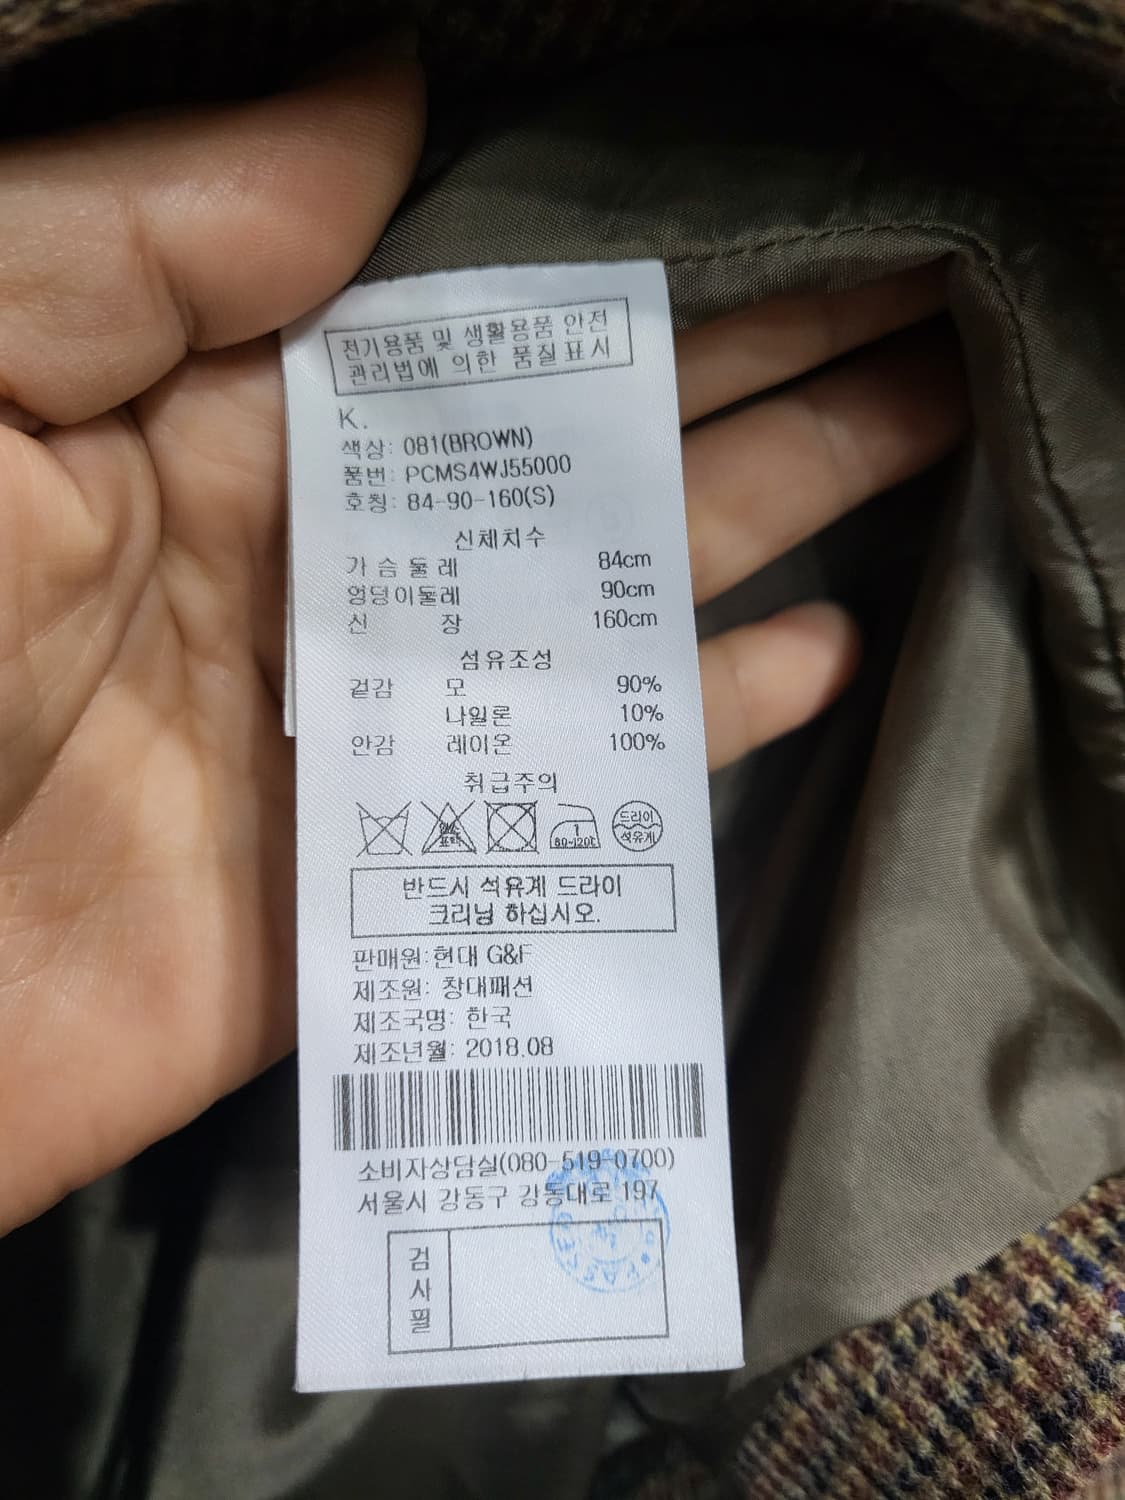 전기용품 및 생활용품 안전
관리법에 의한 품질표시
K.
색상: 081(BROWN)
품번: PCMS4WJ55000
호칭: 84-90-160(S)
신체치수
가슴둘레 84cm
엉덩이둘레 90cm
신 장 160cm
섬유조성
겉감 모 90%
나일론 10%
안감 레이온 100%
취급주의
1 80~120℃ 드라이
석유계
반드시 석유계 드라이
크리닝 하십시오.
판매원:현대 G&F
제조원: 창대패션
제조국명: 한국
제조년월: 2018.08
소비자상담실(080-519-0700)
서울시 강동구 강동대로 197
검
사
필
PASSED